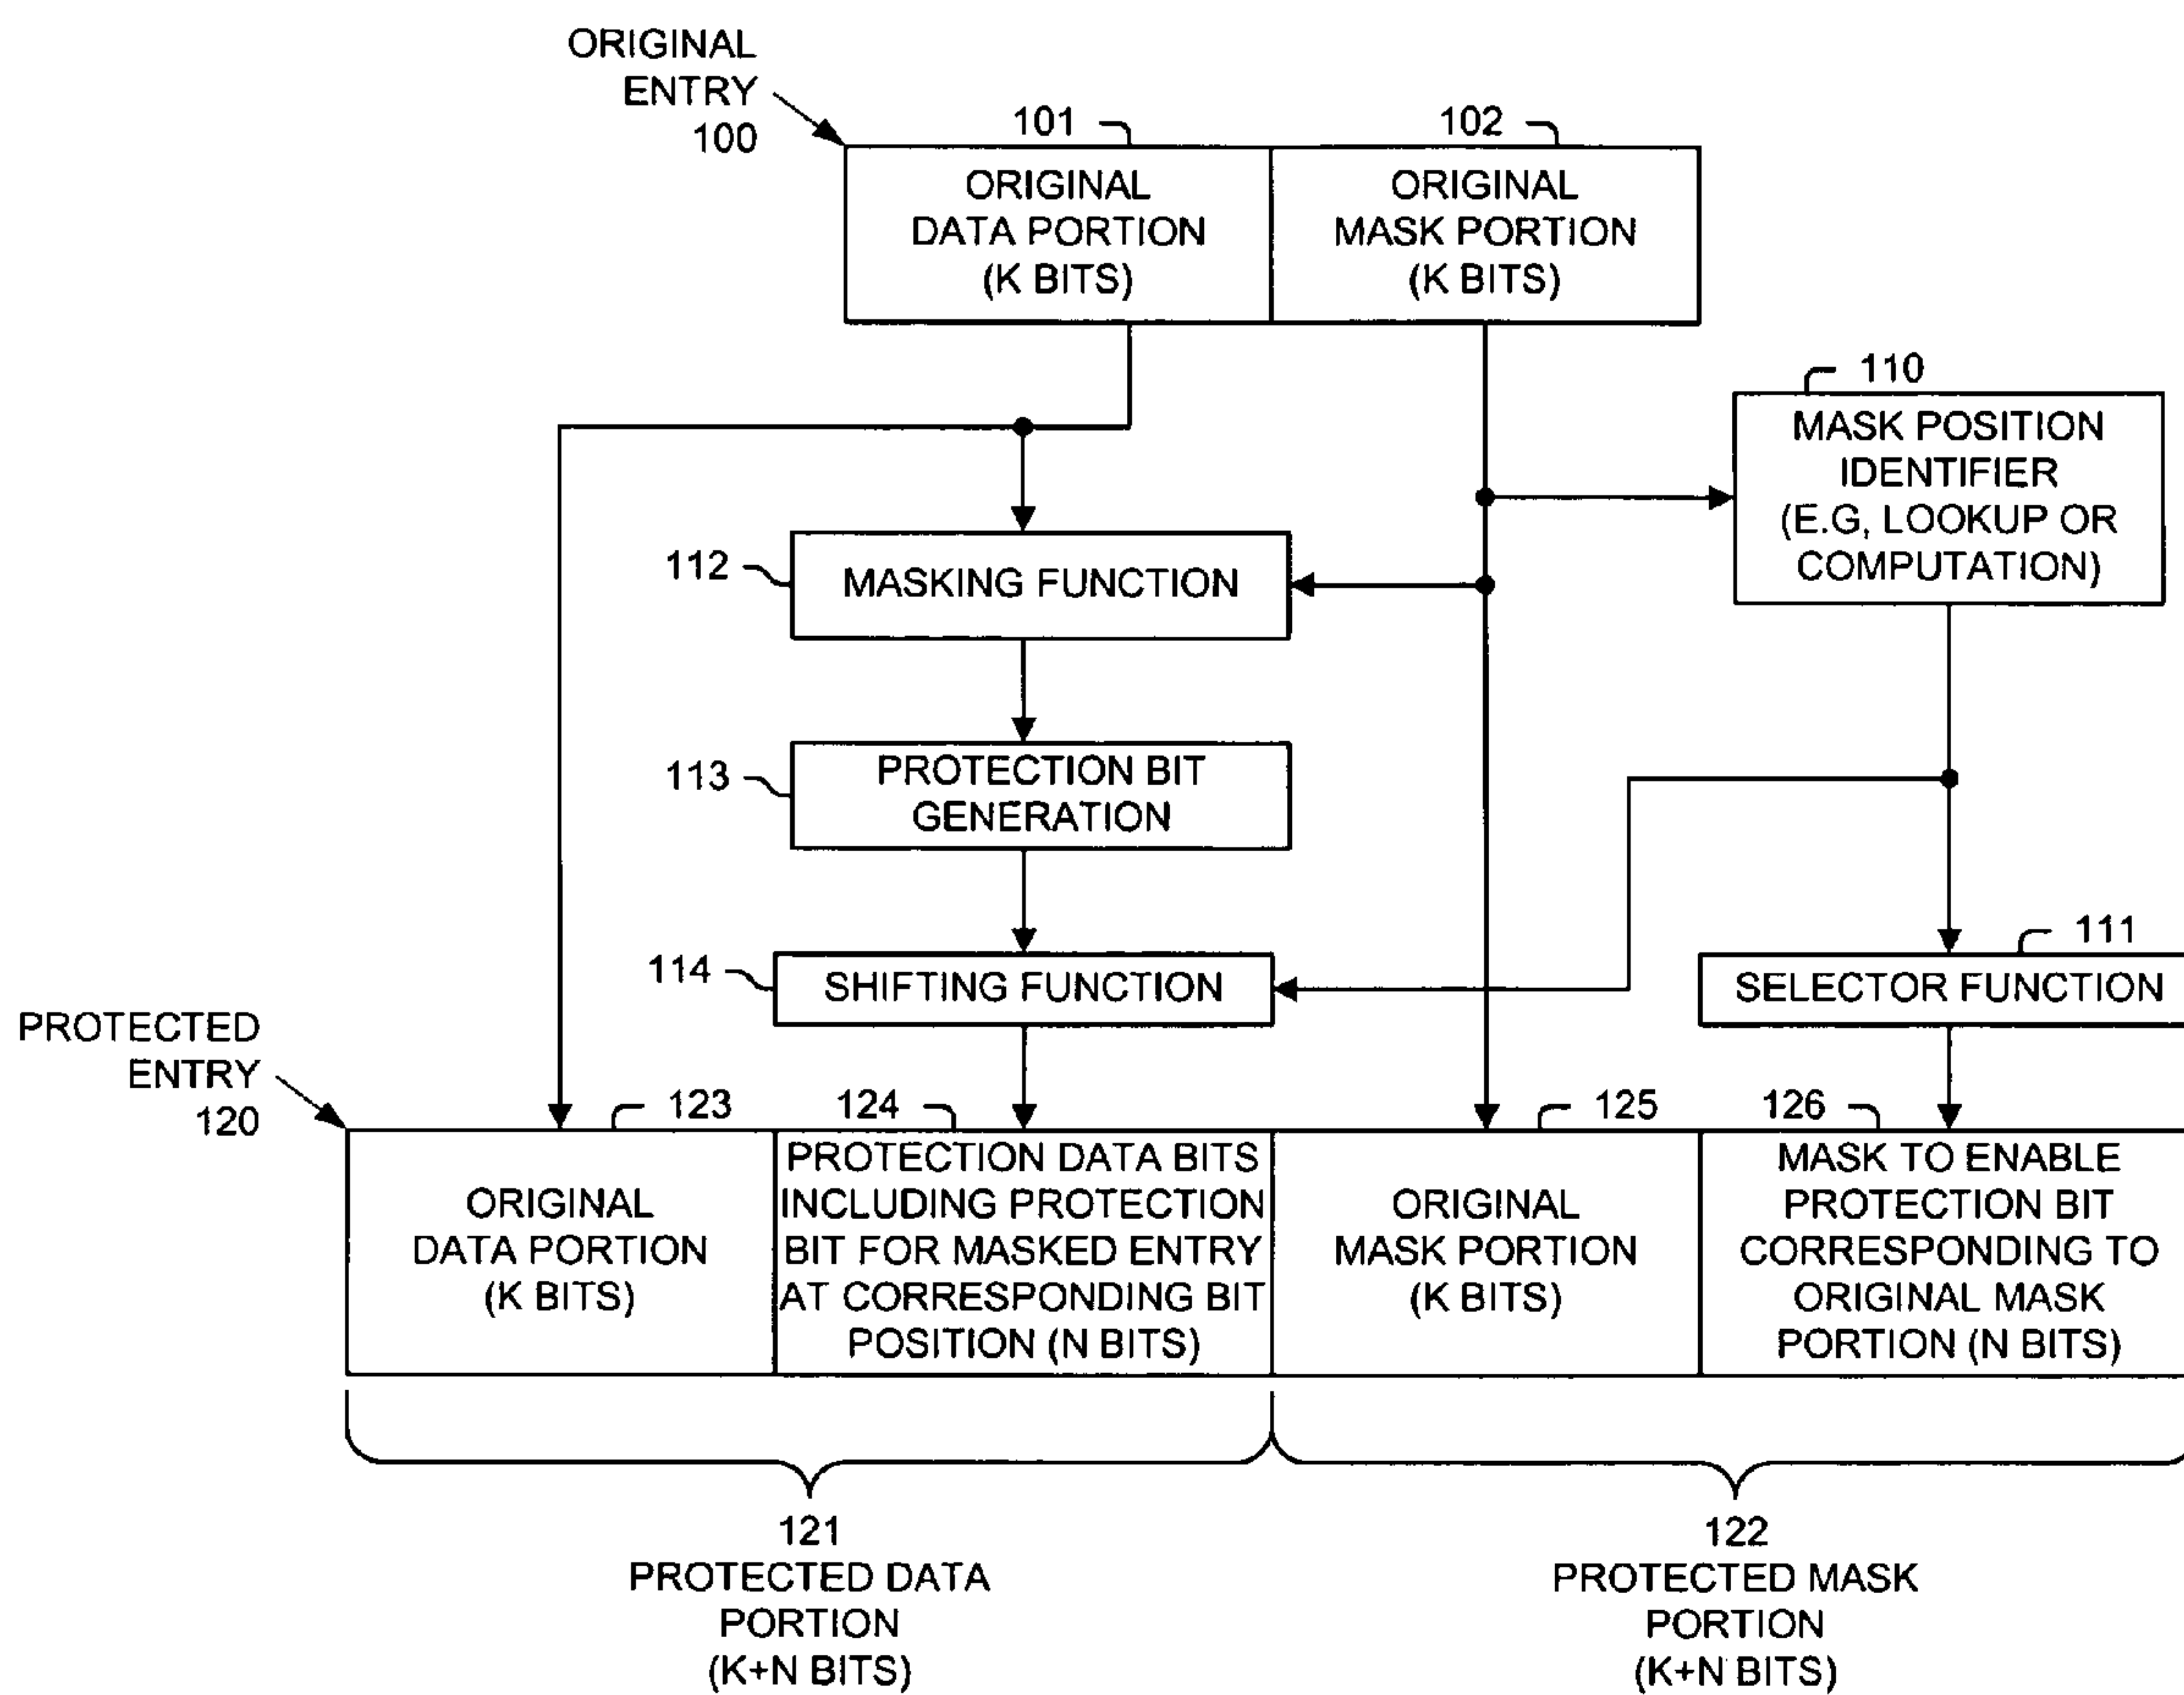 ORIGINAL
ENTRY
100
101
102
ORIGINAL
DATA PORTION
(K BITS)
ORIGINAL
MASK PORTION
(K BITS)
110
MASK POSITION
IDENTIFIER
(E.G, LOOKUP OR
COMPUTATION)
112
MASKING FUNCTION
113
PROTECTION BIT
GENERATION
114
SHIFTING FUNCTION
111
SELECTOR FUNCTION
PROTECTED
ENTRY
120
123
124
125
126
ORIGINAL
DATA PORTION
(K BITS)
PROTECTION DATA BITS
INCLUDING PROTECTION
BIT FOR MASKED ENTRY
AT CORRESPONDING BIT
POSITION (N BITS)
ORIGINAL
MASK PORTION
(K BITS)
MASK TO ENABLE
PROTECTION BIT
CORRESPONDING TO
ORIGINAL MASK
PORTION (N BITS)
121
PROTECTED DATA
PORTION
(K+N BITS)
122
PROTECTED MASK
PORTION
(K+N BITS)